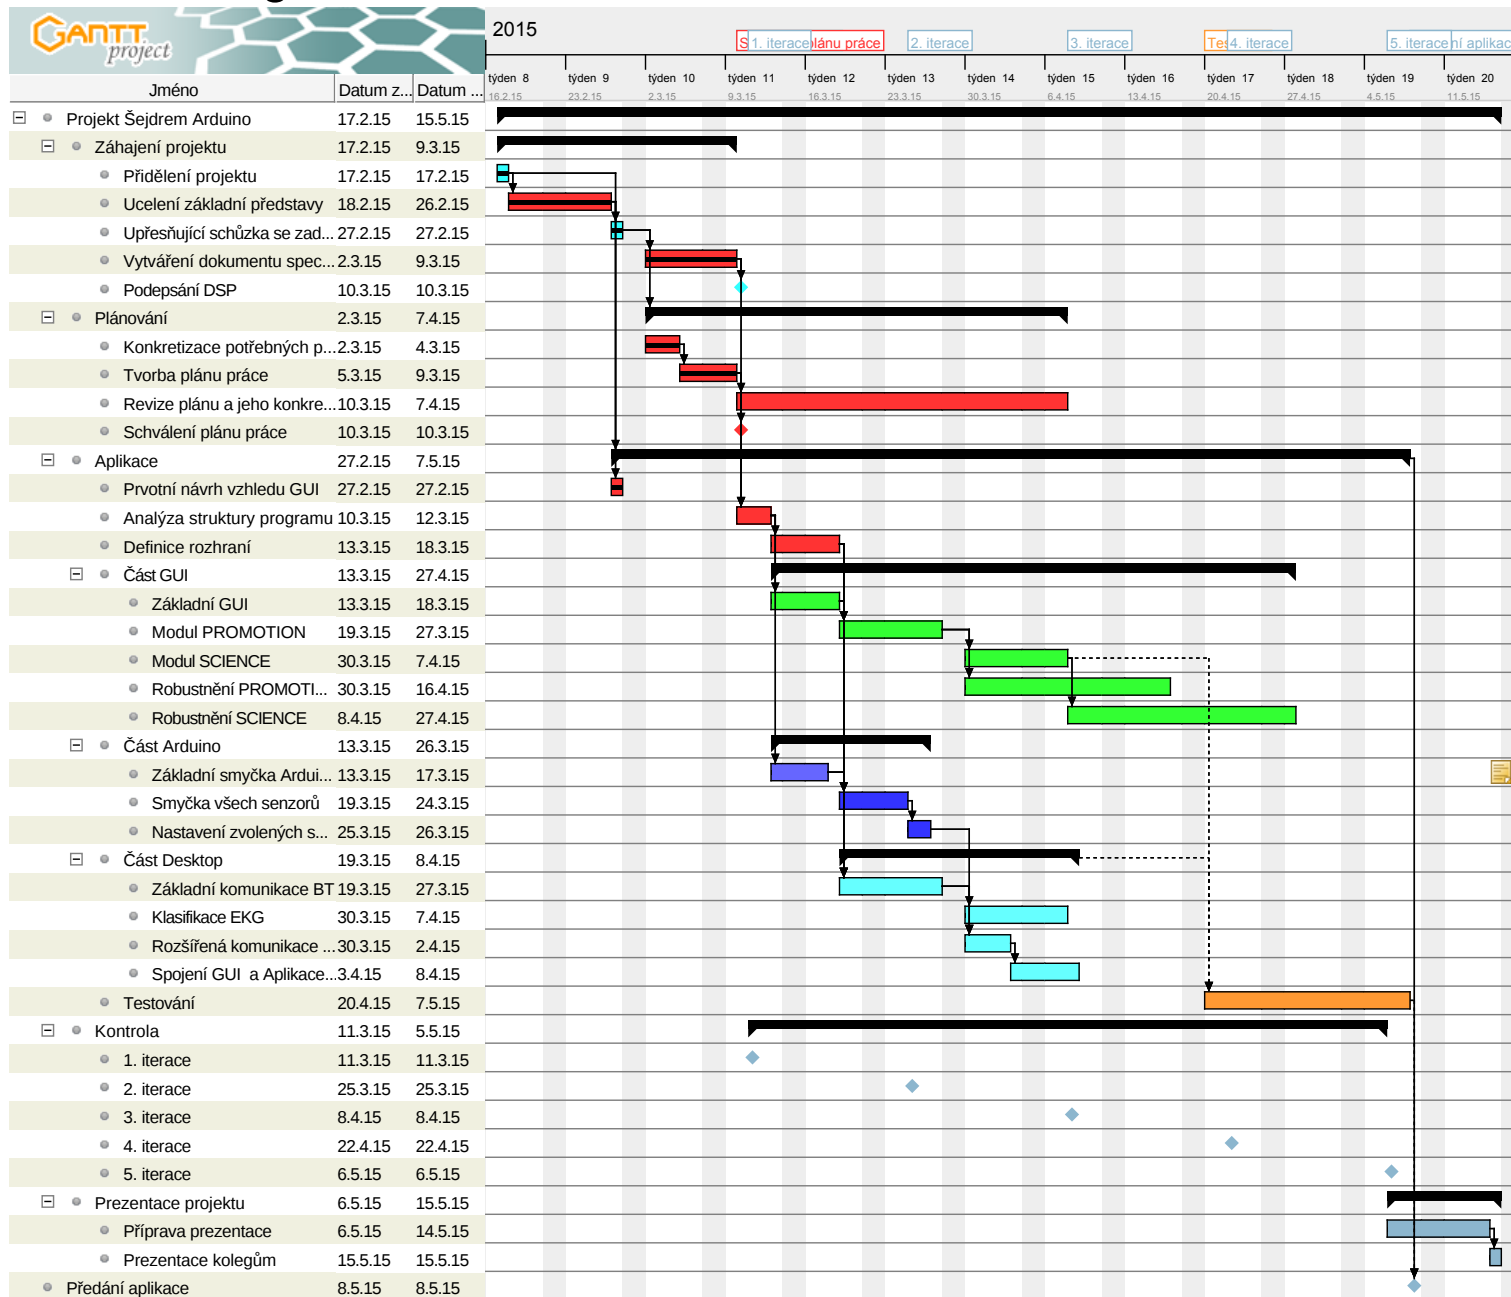 GANTT
project
2015
1. iterace
lánu práce
2. iterace
3. iterace
Tes
4. iterace
5. iterace
ní aplikac
Jméno Datum z... Datum ...
týden 8 týden 9 týden 10 týden 11 týden 12 týden 13 týden 14 týden 15 týden 16 týden 17 týden 18 týden 19 týden 20
16.2.15 23.2.15 2.3.15 9.3.15 16.3.15 23.3.15 30.3.15 6.4.15 13.4.15 20.4.15 27.4.15 4.5.15 11.5.15
Projekt Šejdrem Arduino 17.2.15 15.5.15
Záhajení projektu 17.2.15 9.3.15
Přidělení projektu 17.2.15 17.2.15
Ucelení základní představy 18.2.15 26.2.15
Upřesňující schůzka se zad... 27.2.15 27.2.15
Vytváření dokumentu spec... 2.3.15 9.3.15
Podepsání DSP 10.3.15 10.3.15
Plánování 2.3.15 7.4.15
Konkretizace potřebných p... 2.3.15 4.3.15
Tvorba plánu práce 5.3.15 9.3.15
Revize plánu a jeho konkre... 10.3.15 7.4.15
Schválení plánu práce 10.3.15 10.3.15
Aplikace 27.2.15 7.5.15
Prvotní návrh vzhledu GUI 27.2.15 27.2.15
Analýza struktury programu 10.3.15 12.3.15
Definice rozhraní 13.3.15 18.3.15
Část GUI 13.3.15 27.4.15
Základní GUI 13.3.15 18.3.15
Modul PROMOTION 19.3.15 27.3.15
Modul SCIENCE 30.3.15 7.4.15
Robustnění PROMOTI... 30.3.15 16.4.15
Robustnění SCIENCE 8.4.15 27.4.15
Část Arduino 13.3.15 26.3.15
Základní smyčka Ardui... 13.3.15 17.3.15
Smyčka všech senzorů 19.3.15 24.3.15
Nastavení zvolených s... 25.3.15 26.3.15
Část Desktop 19.3.15 8.4.15
Základní komunikace BT 19.3.15 27.3.15
Klasifikace EKG 30.3.15 7.4.15
Rozšířená komunikace ... 30.3.15 2.4.15
Spojení GUI a Aplikace... 3.4.15 8.4.15
Testování 20.4.15 7.5.15
Kontrola 11.3.15 5.5.15
1. iterace 11.3.15 11.3.15
2. iterace 25.3.15 25.3.15
3. iterace 8.4.15 8.4.15
4. iterace 22.4.15 22.4.15
5. iterace 6.5.15 6.5.15
Prezentace projektu 6.5.15 15.5.15
Příprava prezentace 6.5.15 14.5.15
Prezentace kolegům 15.5.15 15.5.15
Předání aplikace 8.5.15 8.5.15